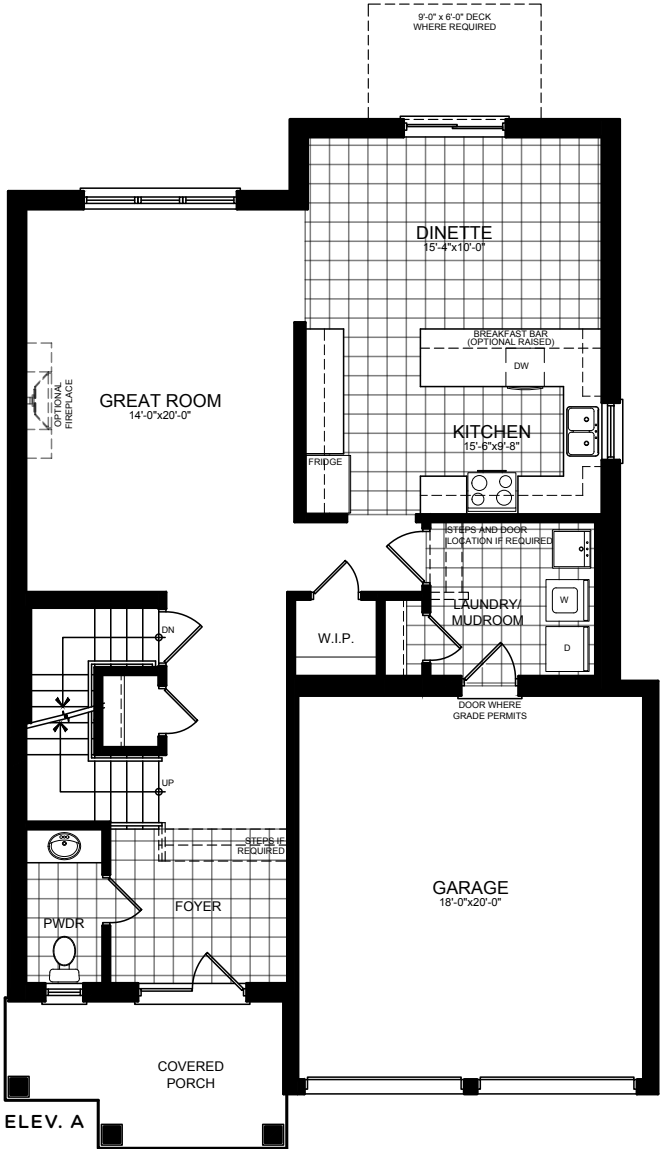 9'-0" x 6'-0" DECK
WHERE REQUIRED
DINETTE
15'-4"x10'-0"
BREAKFAST BAR
(OPTIONAL RAISED)
DW
GREAT ROOM
14'-0"x20'-0"
OPTIONAL
FIREPLACE
KITCHEN
15'-6"x9'-8"
FRIDGE
STEPS AND DOOR
LOCATION IF REQUIRED
W
LAUNDRY/
MUDROOM
DN
W.I.P.
D
DOOR WHERE
GRADE PERMITS
UP
STEPS IF
REQUIRED
GARAGE
18'-0"x20'-0"
FOYER
PWDR
COVERED
PORCH
ELEV. A